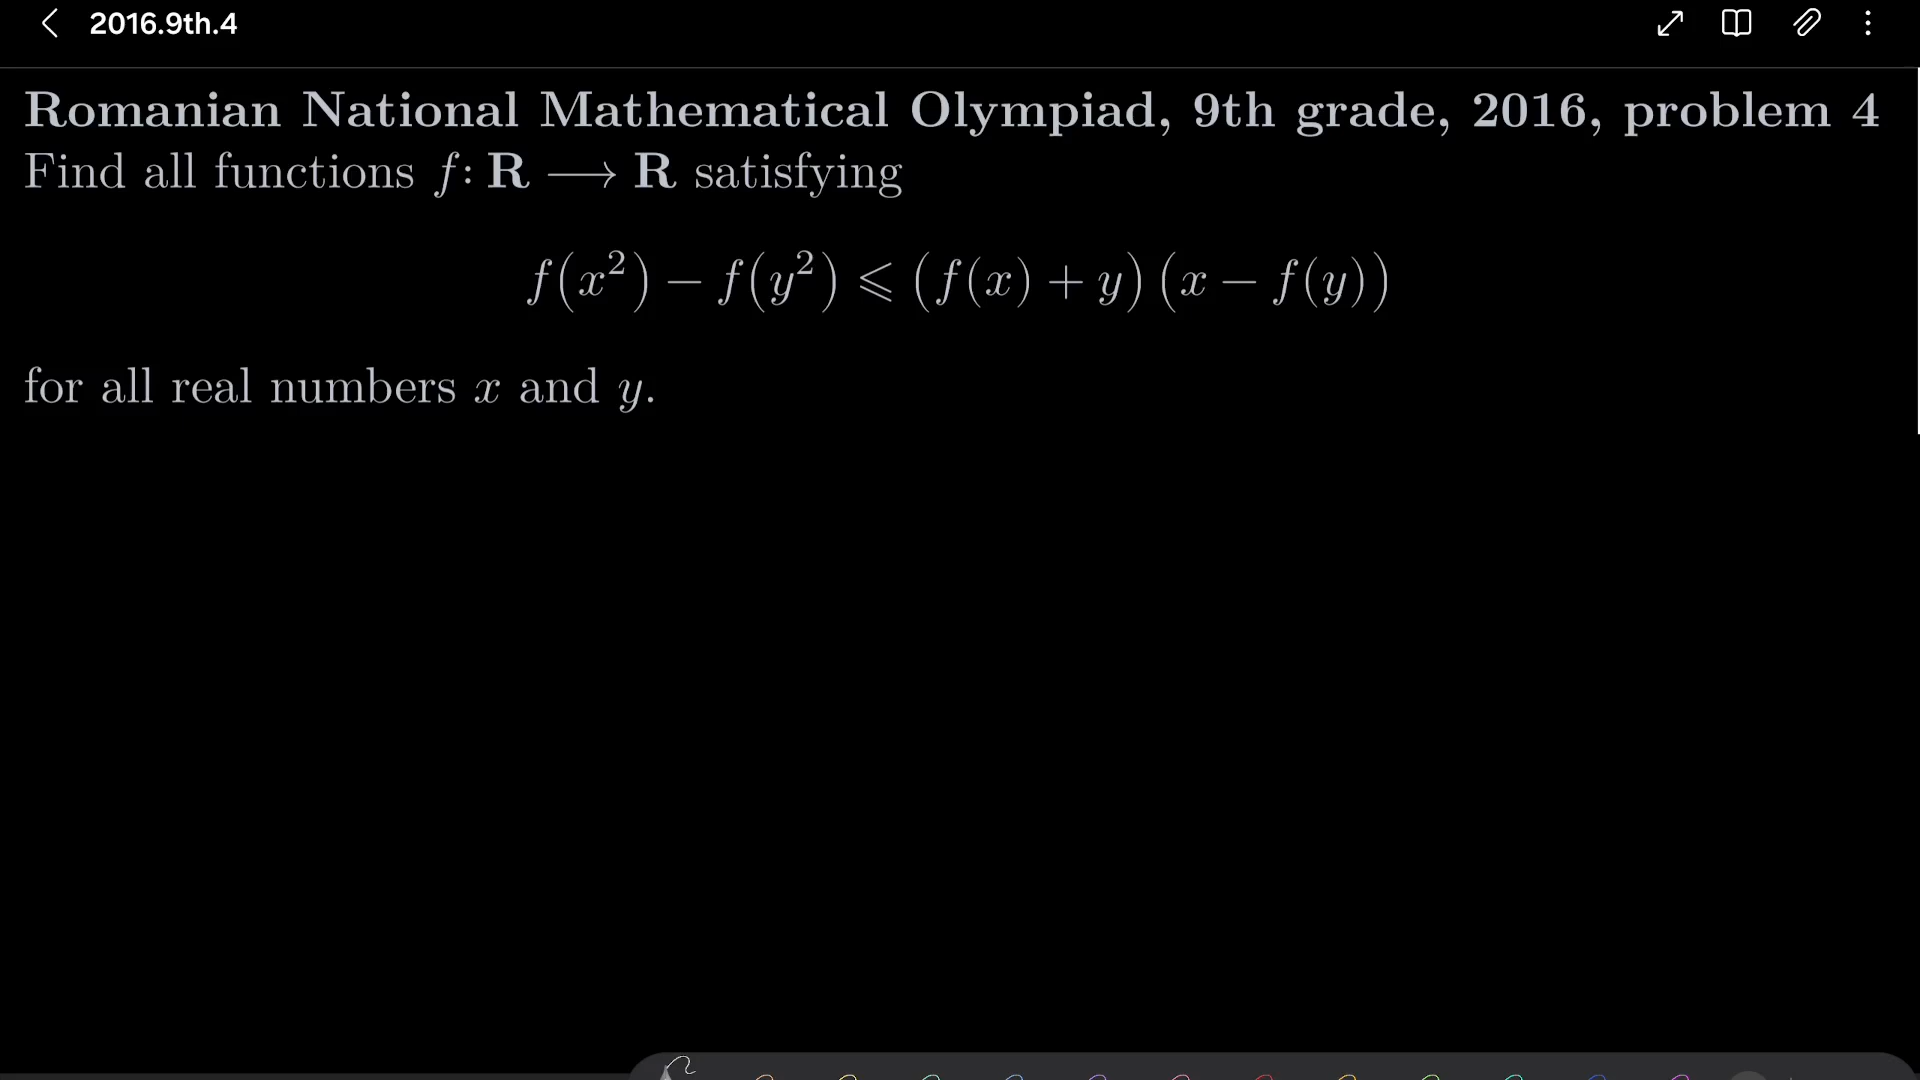 2016.9th.4
Romanian National Mathematical Olympiad, 9th grade, 2016, problem 4
Find all functions f: R ⟶ R satisfying
f(x²) − f(y²) ⩽ (f(x) + y) (x − f(y))
for all real numbers x and y.